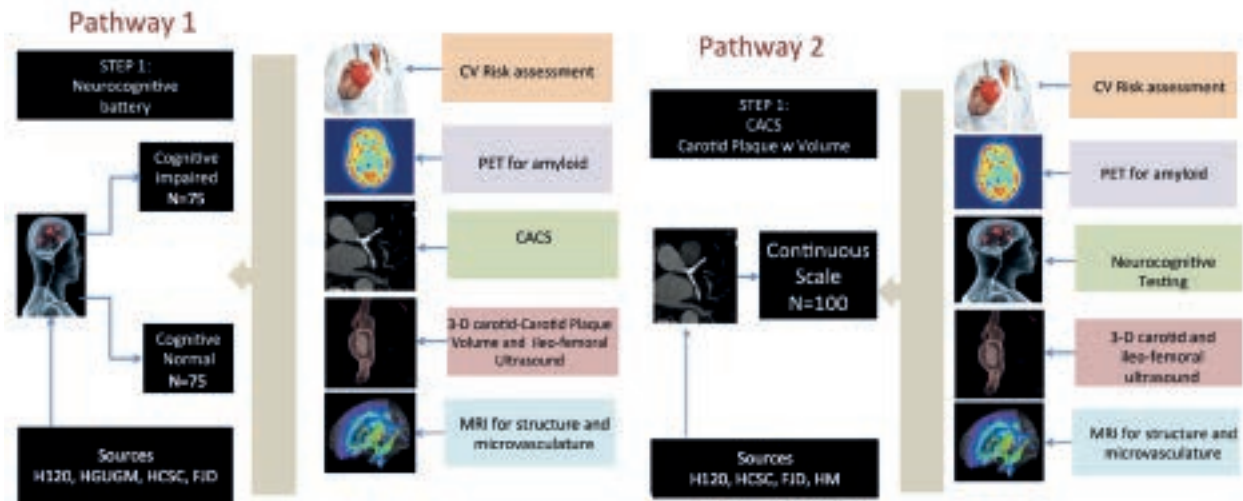 Pathway 1
STEP 1:
Neurocognitive
battery
Cognitive
impaired
N=75
Cognitive
Normal
N=75
Sources
H120, HGUGM, HCSC, FJD
CV Risk assessment
PET for amyloid
CACS
3-D carotid-Carotid Plaque
Volume and Ileo-femoral
Ultrasound
MRI for structure and
microvasculature
Pathway 2
STEP 1:
CACS
Carotid Plaque w Volume
Continuous
Scale
N=100
Sources
H120, HCSC, FJD, HM
CV Risk assessment
PET for amyloid
Neurocognitive
Testing
3-D carotid and
ileo-femoral
ultrasound
MRI for structure and
microvasculature